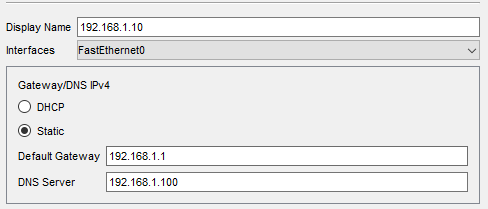 Display Name 192.168.1.10
Interfaces FastEthernet0
Gateway/DNS IPv4
DHCP
Static
Default Gateway 192.168.1.1
DNS Server 192.168.1.100